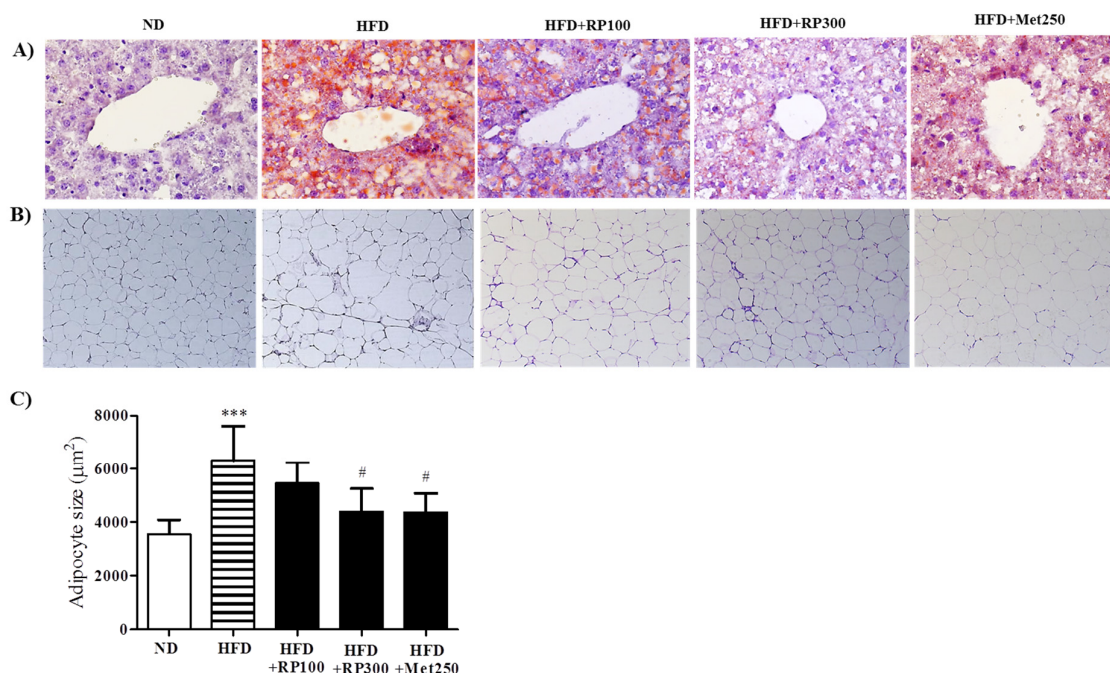 ND HFD HFD+RP100 HFD+RP300 HFD+Met250
A)
B)
C)
Adipocyte size (μm²)
8000
6000
4000
2000
0
***
#
#
ND HFD HFD HFD HFD
+RP100 +RP300 +Met250